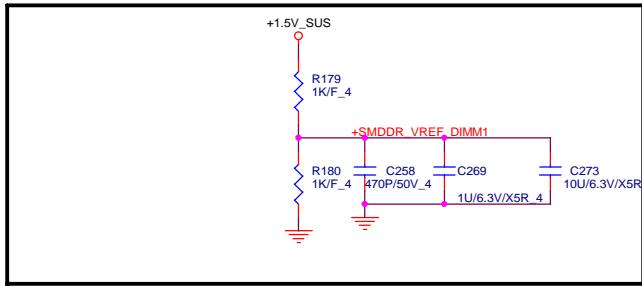 +1.5V_SUS
R179
1K/F_4
+SMDDR_VREF_DIMM1
R180
1K/F_4
C258
470P/50V_4
C269
1U/6.3V/X5R_4
C273
10U/6.3V/X5R